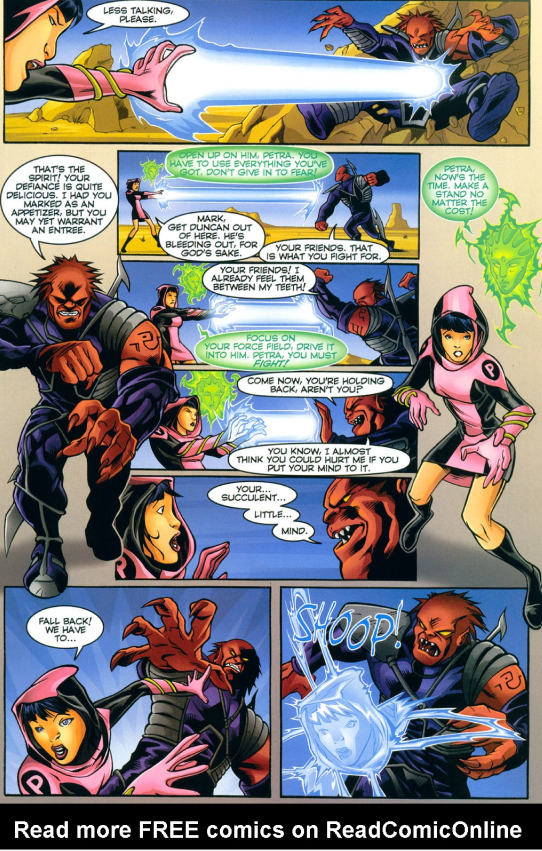 LESS TALKING,
PLEASE.
THAT'S
THE
SPIRIT! YOUR
DEFIANCE IS QUITE
DELICIOUS. I HAD YOU
MARKED AS AN
APPETIZER, BUT YOU
MAY YET WARRANT
AN ENTREE.
OPEN UP ON HIM, PETRA. YOU
HAVE TO USE EVERYTHING YOU'VE
GOT. DON'T GIVE IN TO FEAR!
MARK,
GET DUNCAN OUT
OF HERE. HE'S
BLEEDING OUT, FOR
GOD'S SAKE.
YOUR FRIENDS. THAT
IS WHAT YOU FIGHT FOR.
PETRA,
NOW'S THE
TIME. MAKE A
STAND NO
MATTER THE
COST!
YOUR FRIENDS! I
ALREADY FEEL THEM
BETWEEN MY TEETH!
FOCUS ON
YOUR FORCE FIELD, DRIVE IT
INTO HIM. PETRA, YOU MUST
FIGHT!
COME NOW, YOU'RE HOLDING
BACK, AREN'T YOU?
YOU KNOW, I ALMOST
THINK YOU COULD HURT ME IF YOU
PUT YOUR MIND TO IT.
P
YOUR...
SUCCULENT...
LITTLE...
MIND.
FALL BACK!
WE HAVE
TO...
P
SHOOP!
Read more FREE comics on ReadComicOnline